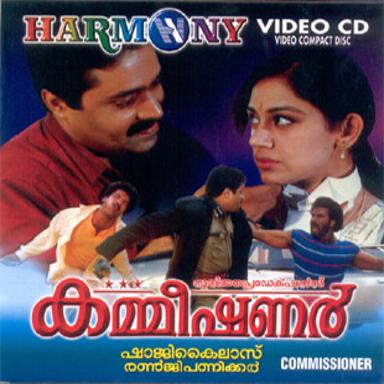 HARMONY
VIDEO CD
VIDEO COMPACT DISC
കമ്മീഷണർ
ഷാജികൈലാസ്
രൺജിപണിക്കർ
COMMISSIONER